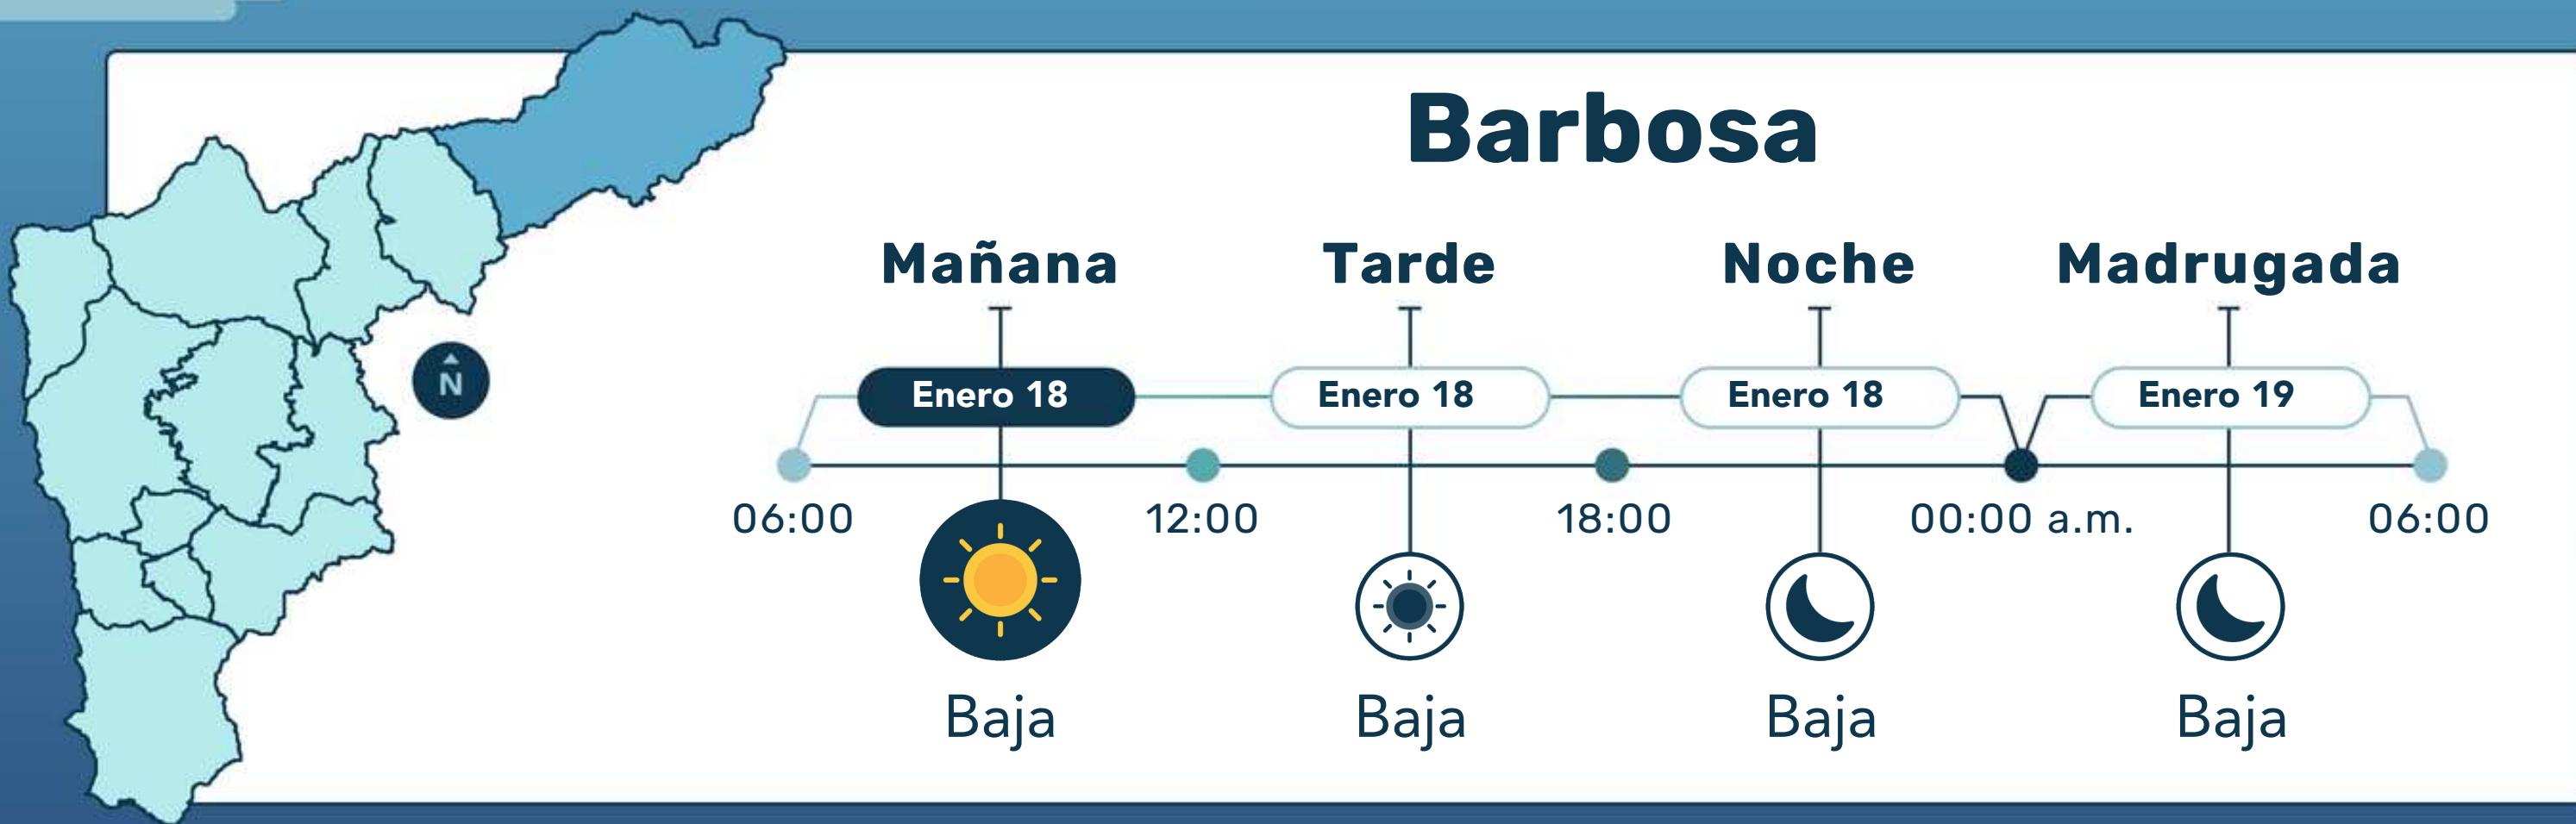 Barbosa
Mañana Tarde Noche Madrugada
N
Enero 18 Enero 18 Enero 18 Enero 19
06:00 12:00 18:00 00:00 a.m. 06:00
Baja Baja Baja Baja